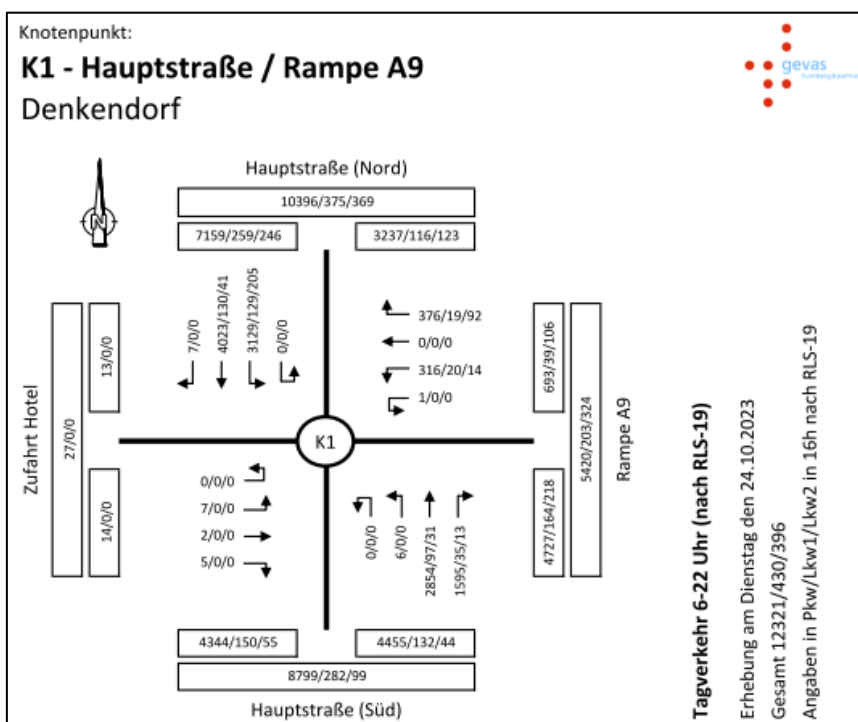 Knotenpunkt:
K1 - Hauptstraße / Rampe A9
Denkendorf
gevas
humberg&partner
Hauptstraße (Nord)
10396/375/369
7159/259/246
3237/116/123
N
7/0/0
4023/130/41
3129/129/205
0/0/0
376/19/92
0/0/0
316/20/14
1/0/0
Zufahrt Hotel
27/0/0
13/0/0
14/0/0
K1
693/39/106
4727/164/218
5420/203/324
Rampe A9
0/0/0
7/0/0
2/0/0
5/0/0
0/0/0
6/0/0
2854/97/31
1595/35/13
4344/150/55
4455/132/44
8799/282/99
Hauptstraße (Süd)
Tagverkehr 6-22 Uhr (nach RLS-19)
Erhebung am Dienstag den 24.10.2023
Gesamt 12321/430/396
Angaben in Pkw/Lkw1/Lkw2 in 16h nach RLS-19